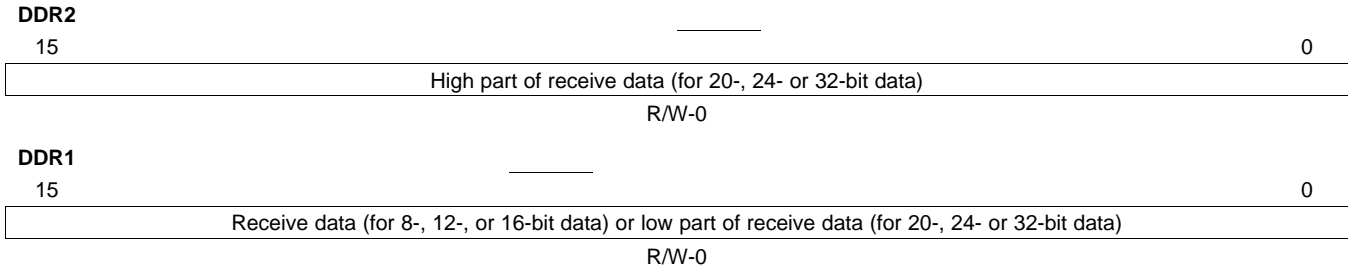 DDR2
15 0
High part of receive data (for 20-, 24- or 32-bit data)
R/W-0
DDR1
15 0
Receive data (for 8-, 12-, or 16-bit data) or low part of receive data (for 20-, 24- or 32-bit data)
R/W-0